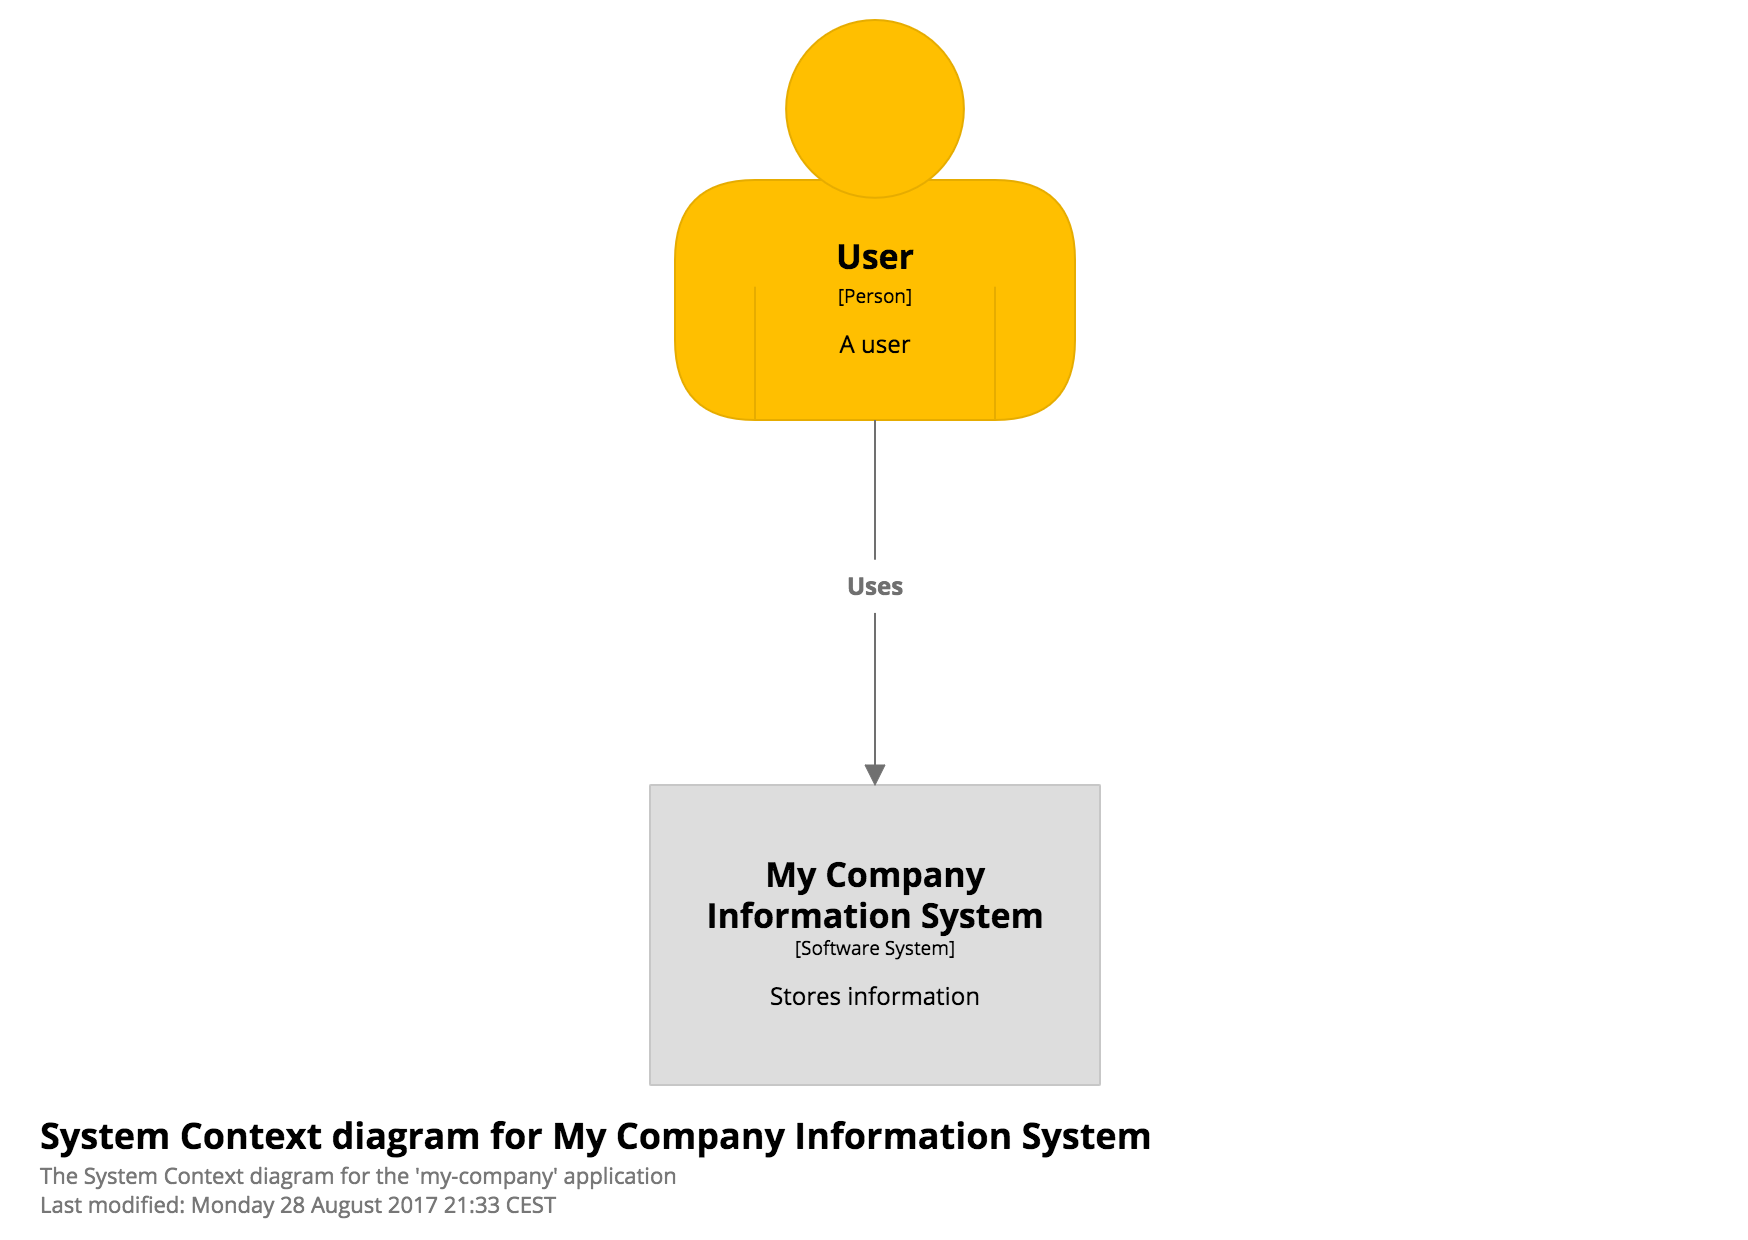 User
[Person]
A user
Uses
My Company
Information System
[Software System]
Stores information
System Context diagram for My Company Information System
The System Context diagram for the 'my-company' application
Last modified: Monday 28 August 2017 21:33 CEST